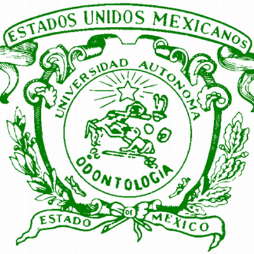 ESTADOS UNIDOS MEXICANOS
UNIVERSIDAD AUTONOMA
ODONTOLOGIA
ESTADO DE MEXICO